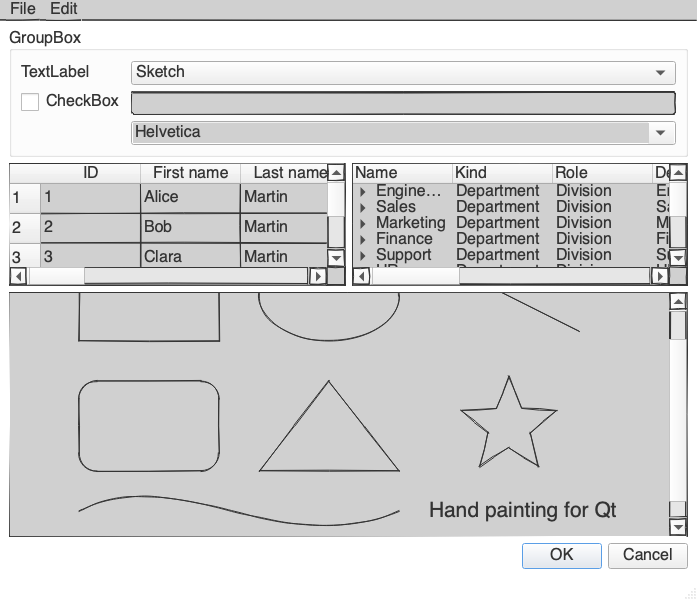 File Edit
GroupBox
TextLabel Sketch
CheckBox
Helvetica
ID First name Last name
1 1 Alice Martin
2 2 Bob Martin
3 3 Clara Martin
Name Kind Role
Engine... Department Division
Sales Department Division
Marketing Department Division
Finance Department Division
Support Department Division
Hand painting for Qt
OK Cancel